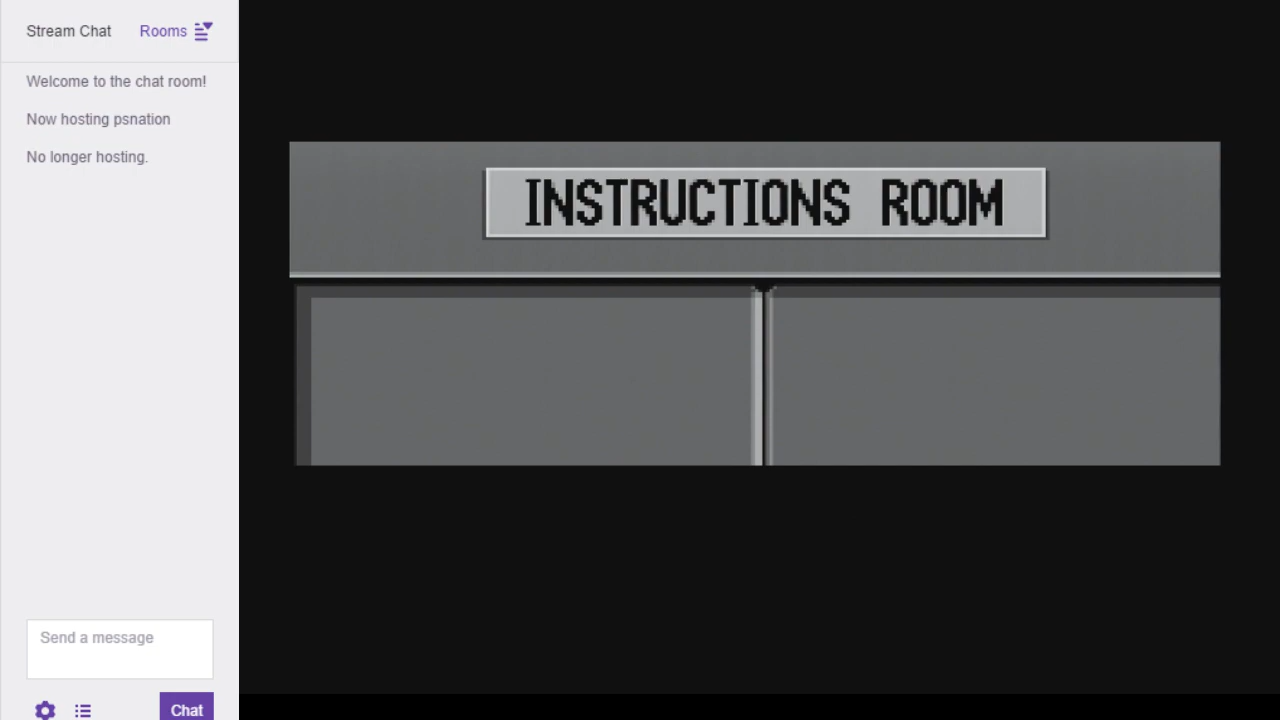 Stream Chat
Rooms
Welcome to the chat room!
Now hosting psnation
No longer hosting.
INSTRUCTIONS ROOM
Send a message
Chat